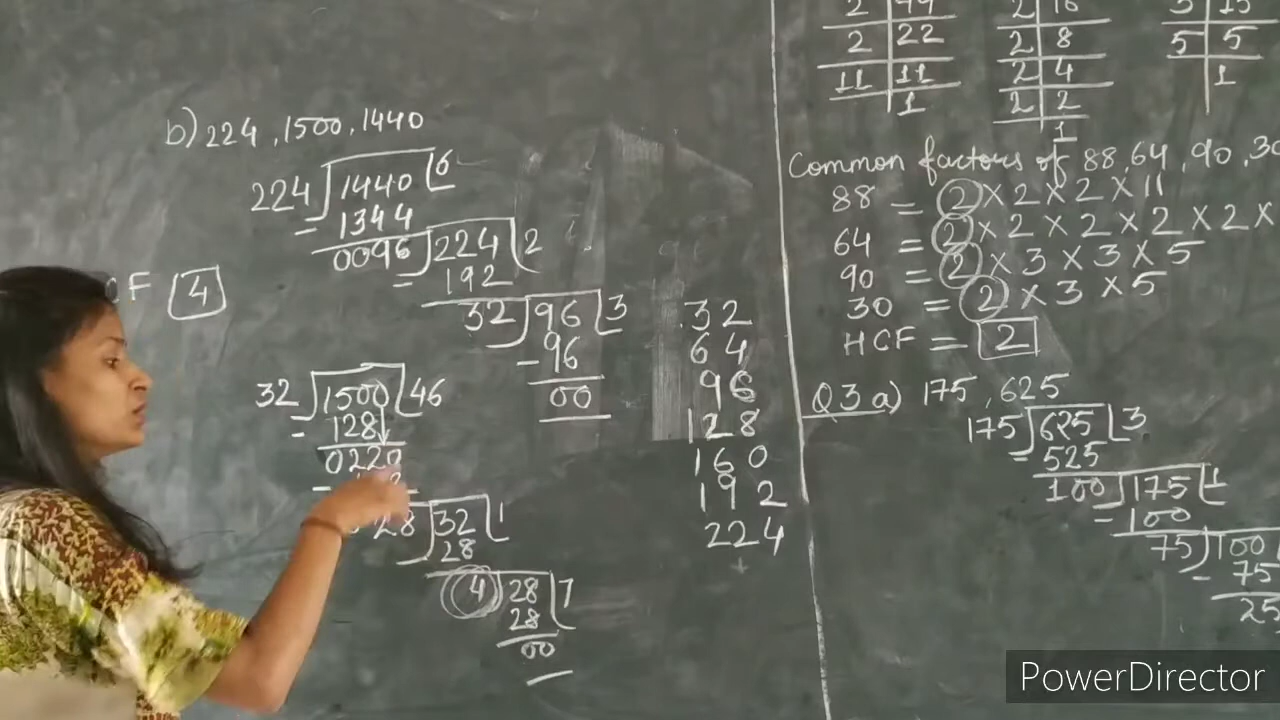 b) 224, 1500, 1440
224 1440 6
- 1344
0096 224 2
- 192
32 96 3
- 96
00
HCF 4
32 1500 46
- 128
0220
28 32 1
28
4 28 7
28
00
32
64
96
128
160
192
224
2 22
11 11
1
2 16
2 8
2 4
2 2
1
3 15
5 5
1
Common factors of 88, 64, 90, 30
88 = 2 × 2 × 2 × 11
64 = 2 × 2 × 2 × 2 × 2 ×
90 = 2 × 3 × 3 × 5
30 = 2 × 3 × 5
HCF = 2
Q3 a) 175, 625
175 625 3
- 525
100 175 1
- 100
75 100
- 75
25
PowerDirector